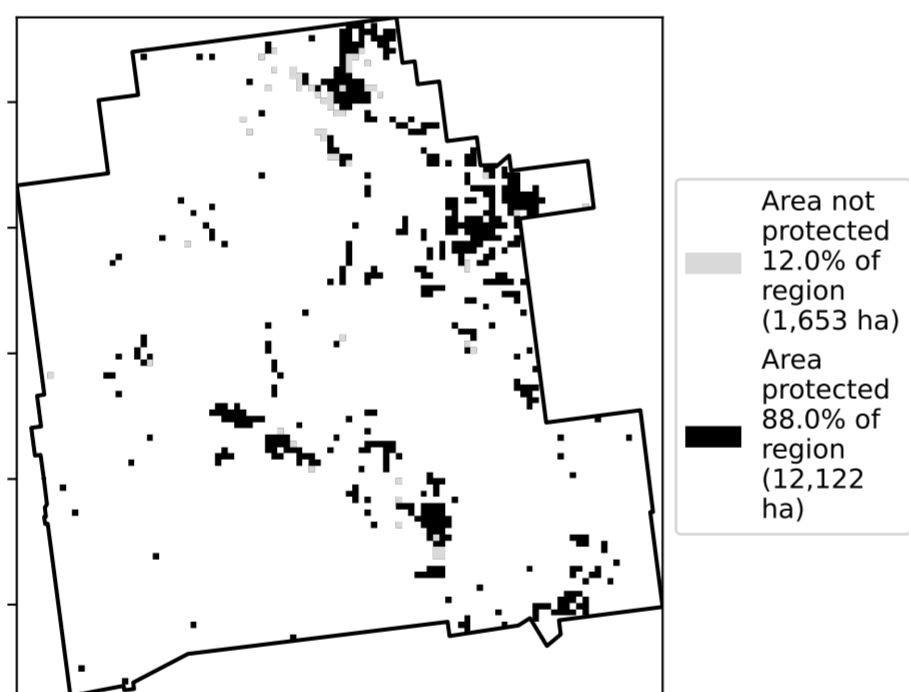 Area not
protected
12.0% of
region
(1,653 ha)
Area
protected
88.0% of
region
(12,122
ha)